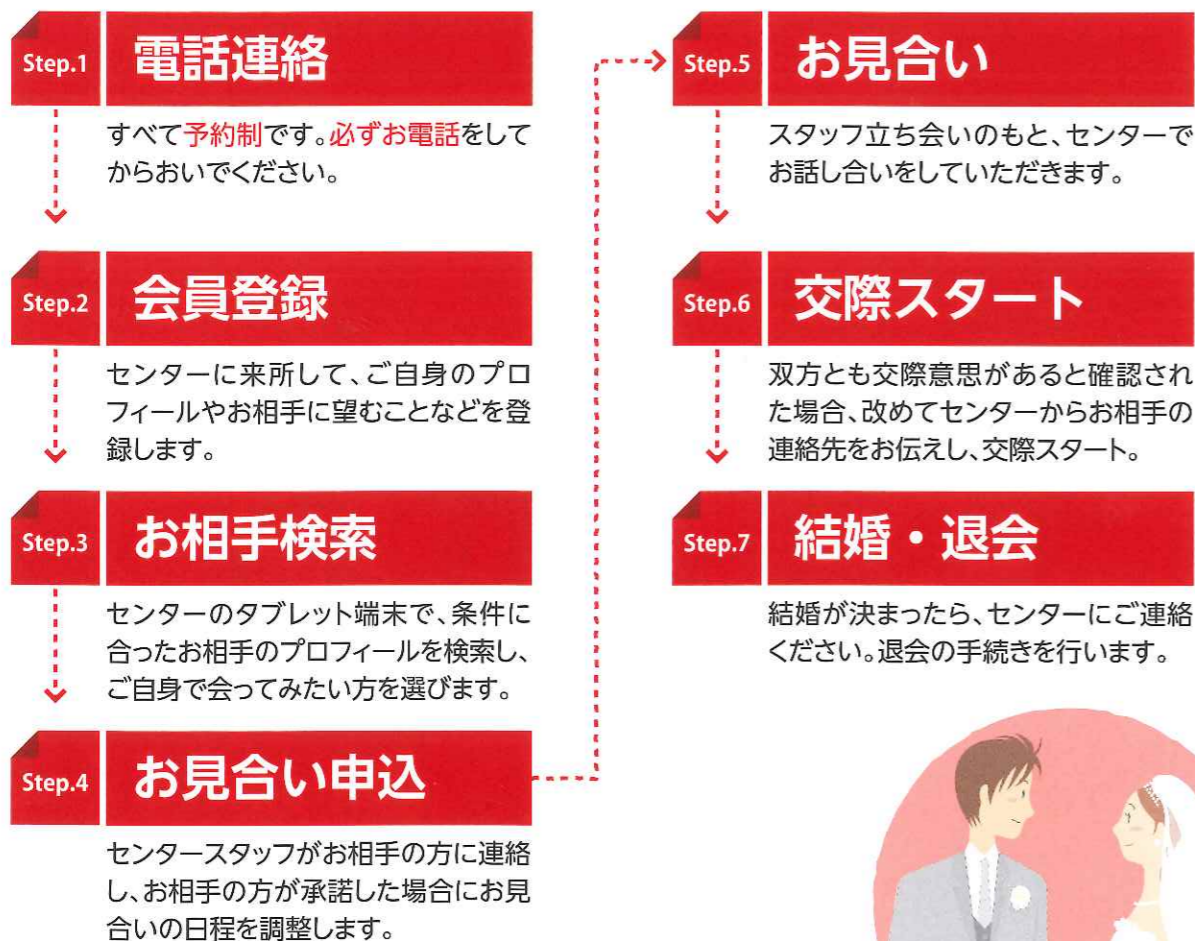 Step.1 電話連絡
すべて予約制です。必ずお電話をして
からおいでください。
Step.2 会員登録
センターに来所して、ご自身のプロ
フィールやお相手に望むことなどを登
録します。
Step.3 お相手検索
センターのタブレット端末で、条件に
合ったお相手のプロフィールを検索し、
ご自身で会ってみたい方を選びます。
Step.4 お見合い申込
センタースタッフがお相手の方に連絡
し、お相手の方が承諾した場合にお見
合いの日程を調整します。
Step.5 お見合い
スタッフ立ち会いのもと、センターで
お話し合いをしていただきます。
Step.6 交際スタート
双方とも交際意思があると確認され
た場合、改めてセンターからお相手の
連絡先をお伝えし、交際スタート。
Step.7 結婚・退会
結婚が決まったら、センターにご連絡
ください。退会の手続きを行います。